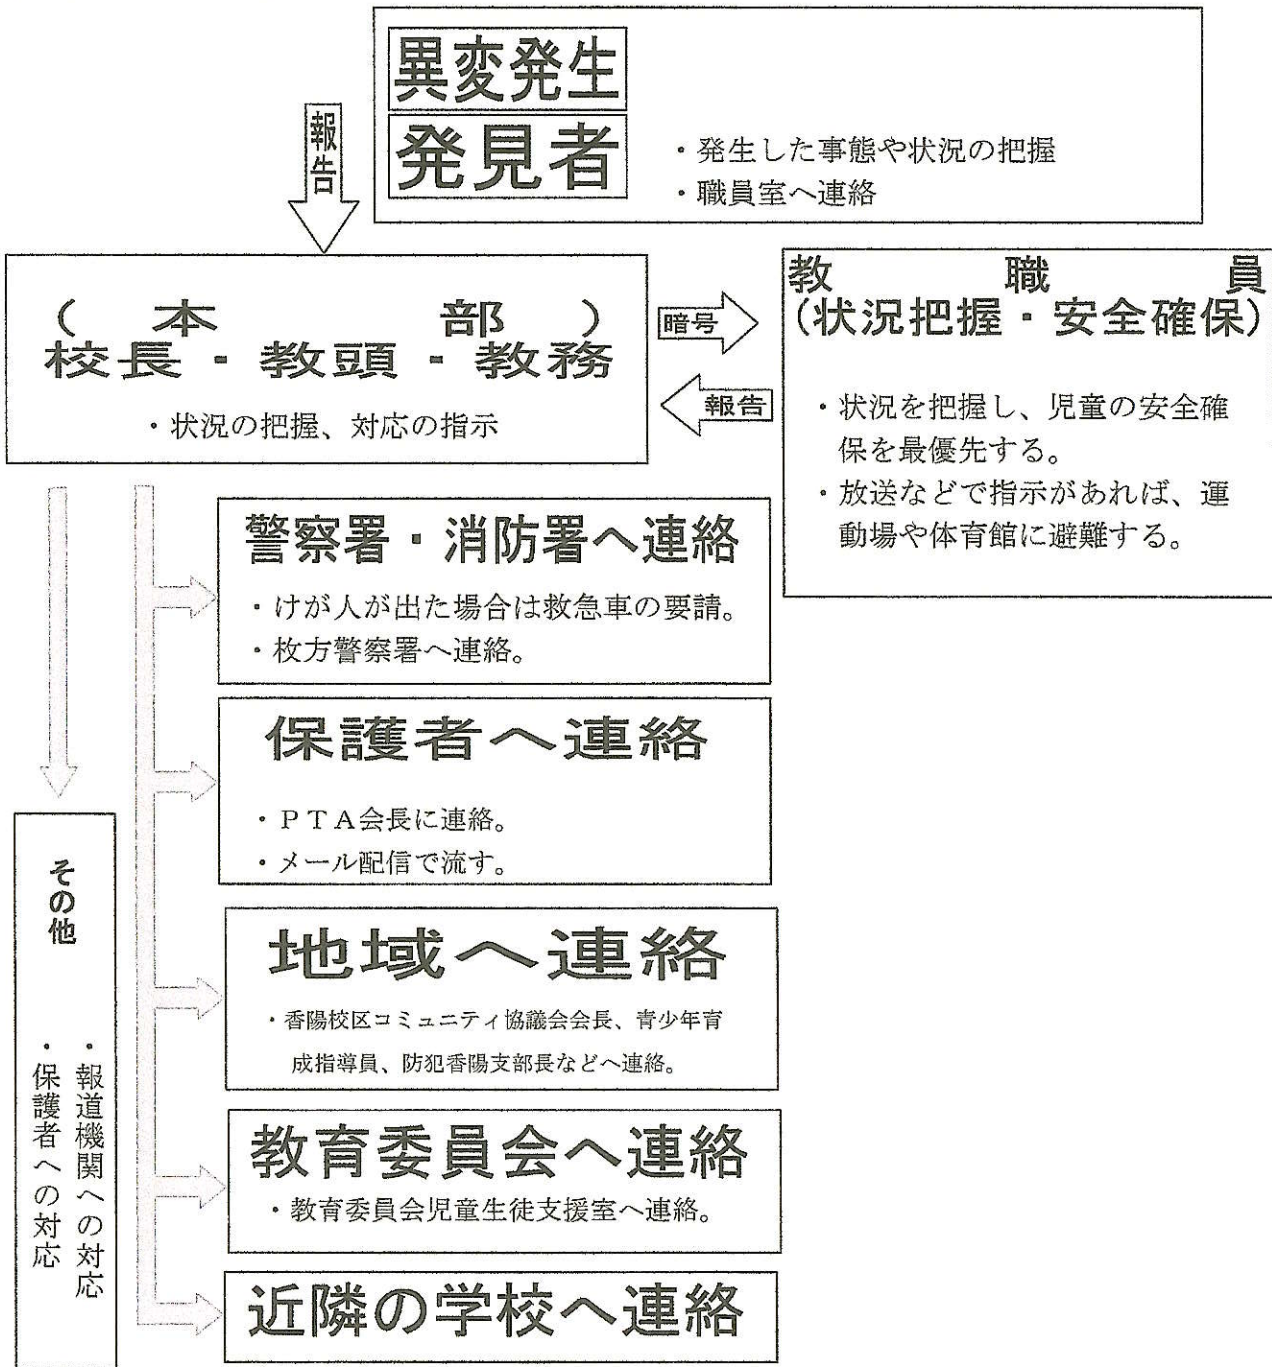 異変発生
発見者
・発生した事態や状況の把握
・職員室へ連絡
報告
（本部）
校長・教頭・教務
・状況の把握、対応の指示
暗号
報告
教職員
(状況把握・安全確保)
・状況を把握し、児童の安全確
保を最優先する。
・放送などで指示があれば、運
動場や体育館に避難する。
警察署・消防署へ連絡
・けが人が出た場合は救急車の要請。
・枚方警察署へ連絡。
保護者へ連絡
・ＰＴＡ会長に連絡。
・メール配信で流す。
地域へ連絡
・香陽校区コミュニティ協議会会長、青少年育
成指導員、防犯香陽支部長などへ連絡。
教育委員会へ連絡
・教育委員会児童生徒支援室へ連絡。
近隣の学校へ連絡
その他
・報道機関への対応
・保護者への対応